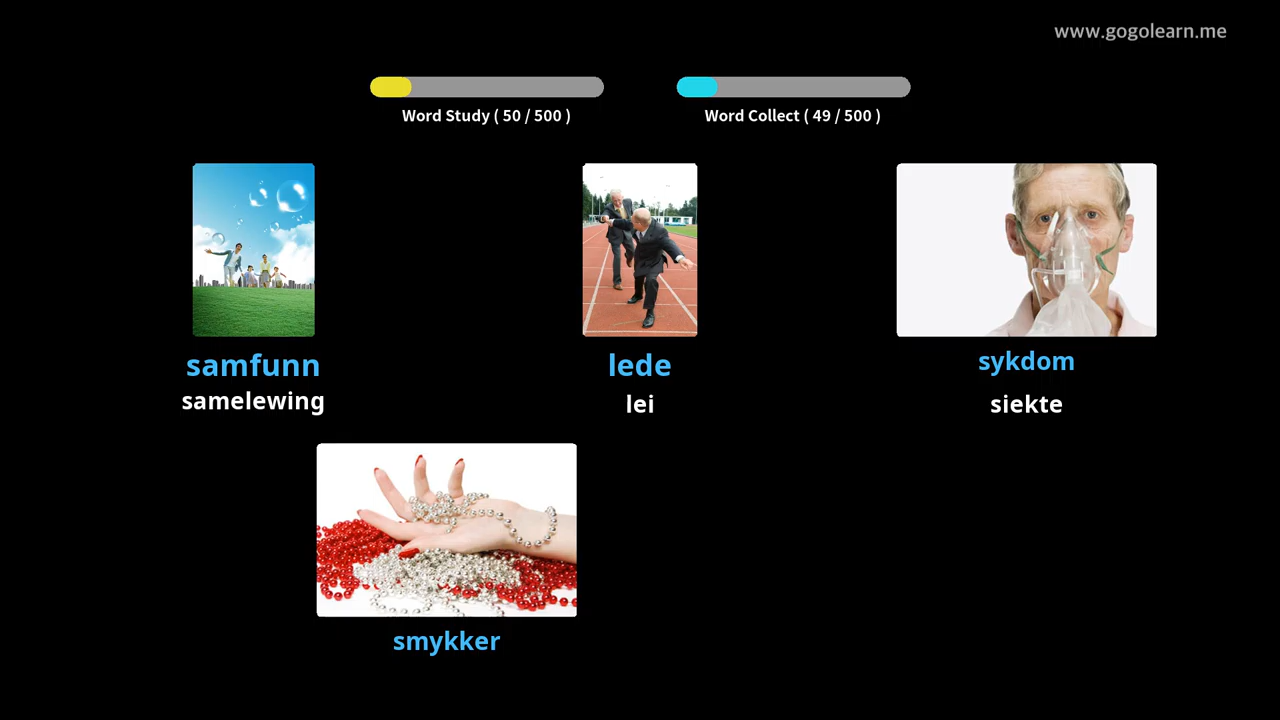 www.gogolearn.me
Word Study ( 50 / 500 )
Word Collect ( 49 / 500 )
samfunn
samelewing
lede
lei
sykdom
siekte
smykker